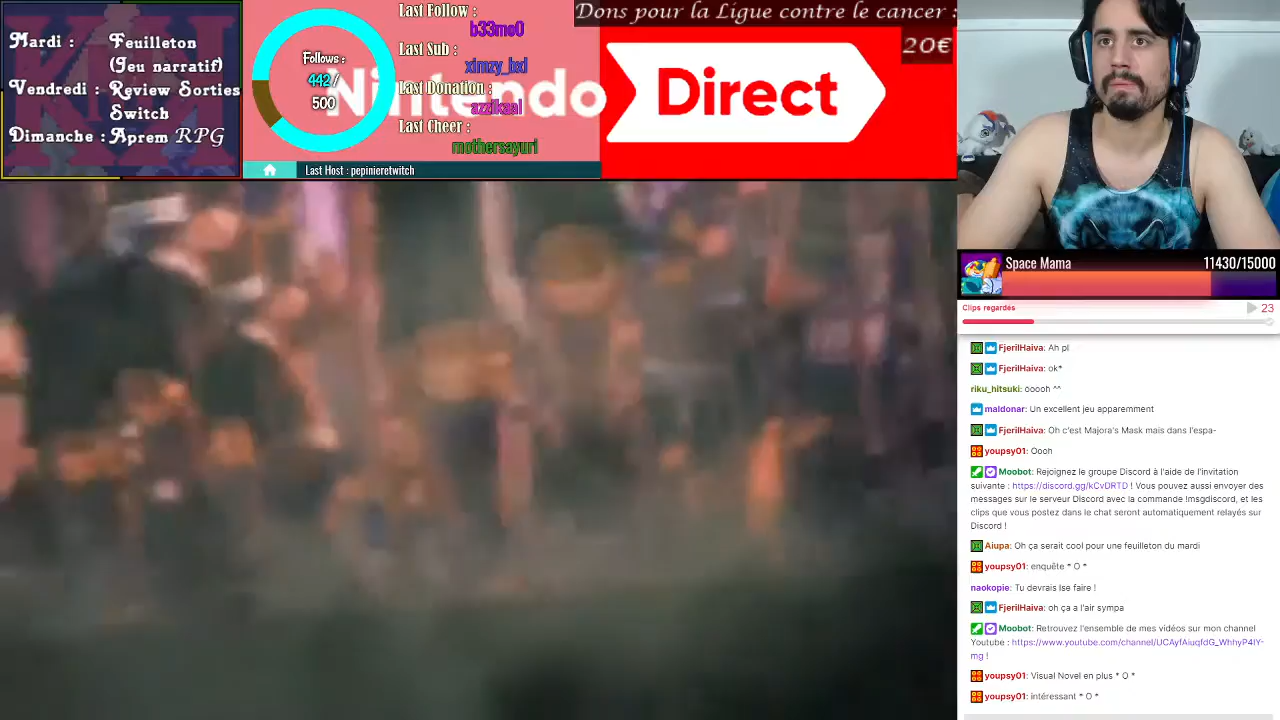 Mardi : Feuilleton
(Jeu narratif)
Vendredi : Review Sorties
Switch
Dimanche : Aprem RPG
Follows :
442 /
500
Last Follow :
b33mo0
Last Sub :
ximzy_bxl
Last Donation :
azzikaal
Last Cheer :
mothersayuri
Last Host : pepinieretwitch
Nintendo
Direct
Dons pour la Ligue contre le cancer :
20€
Space Mama 11430/15000
Clips regardés 23
FjerilHaiva: Ah pl
FjerilHaiva: ok*
riku_hitsuki: ooooh ^^
maldonar: Un excellent jeu apparemment
FjerilHaiva: Oh c'est Majora's Mask mais dans l'espa-
youpsy01: Oooh
Moobot: Rejoignez le groupe Discord à l'aide de l'invitation
suivante : https://discord.gg/kCvDRTD ! Vous pouvez aussi envoyer des
messages sur le serveur Discord avec la commande !msgdiscord, et les
clips que vous postez dans le chat seront automatiquement relayés sur
Discord !
Aiupa: Oh ça serait cool pour une feuilleton du mardi
youpsy01: enquête * O *
naokopie: Tu devrais lse faire !
FjerilHaiva: oh ça a l'air sympa
Moobot: Retrouvez l'ensemble de mes vidéos sur mon channel
Youtube : https://www.youtube.com/channel/UCAyfAiuqfdG_WhhyP4IY-
mg !
youpsy01: Visual Novel en plus * O *
youpsy01: intéressant * O *